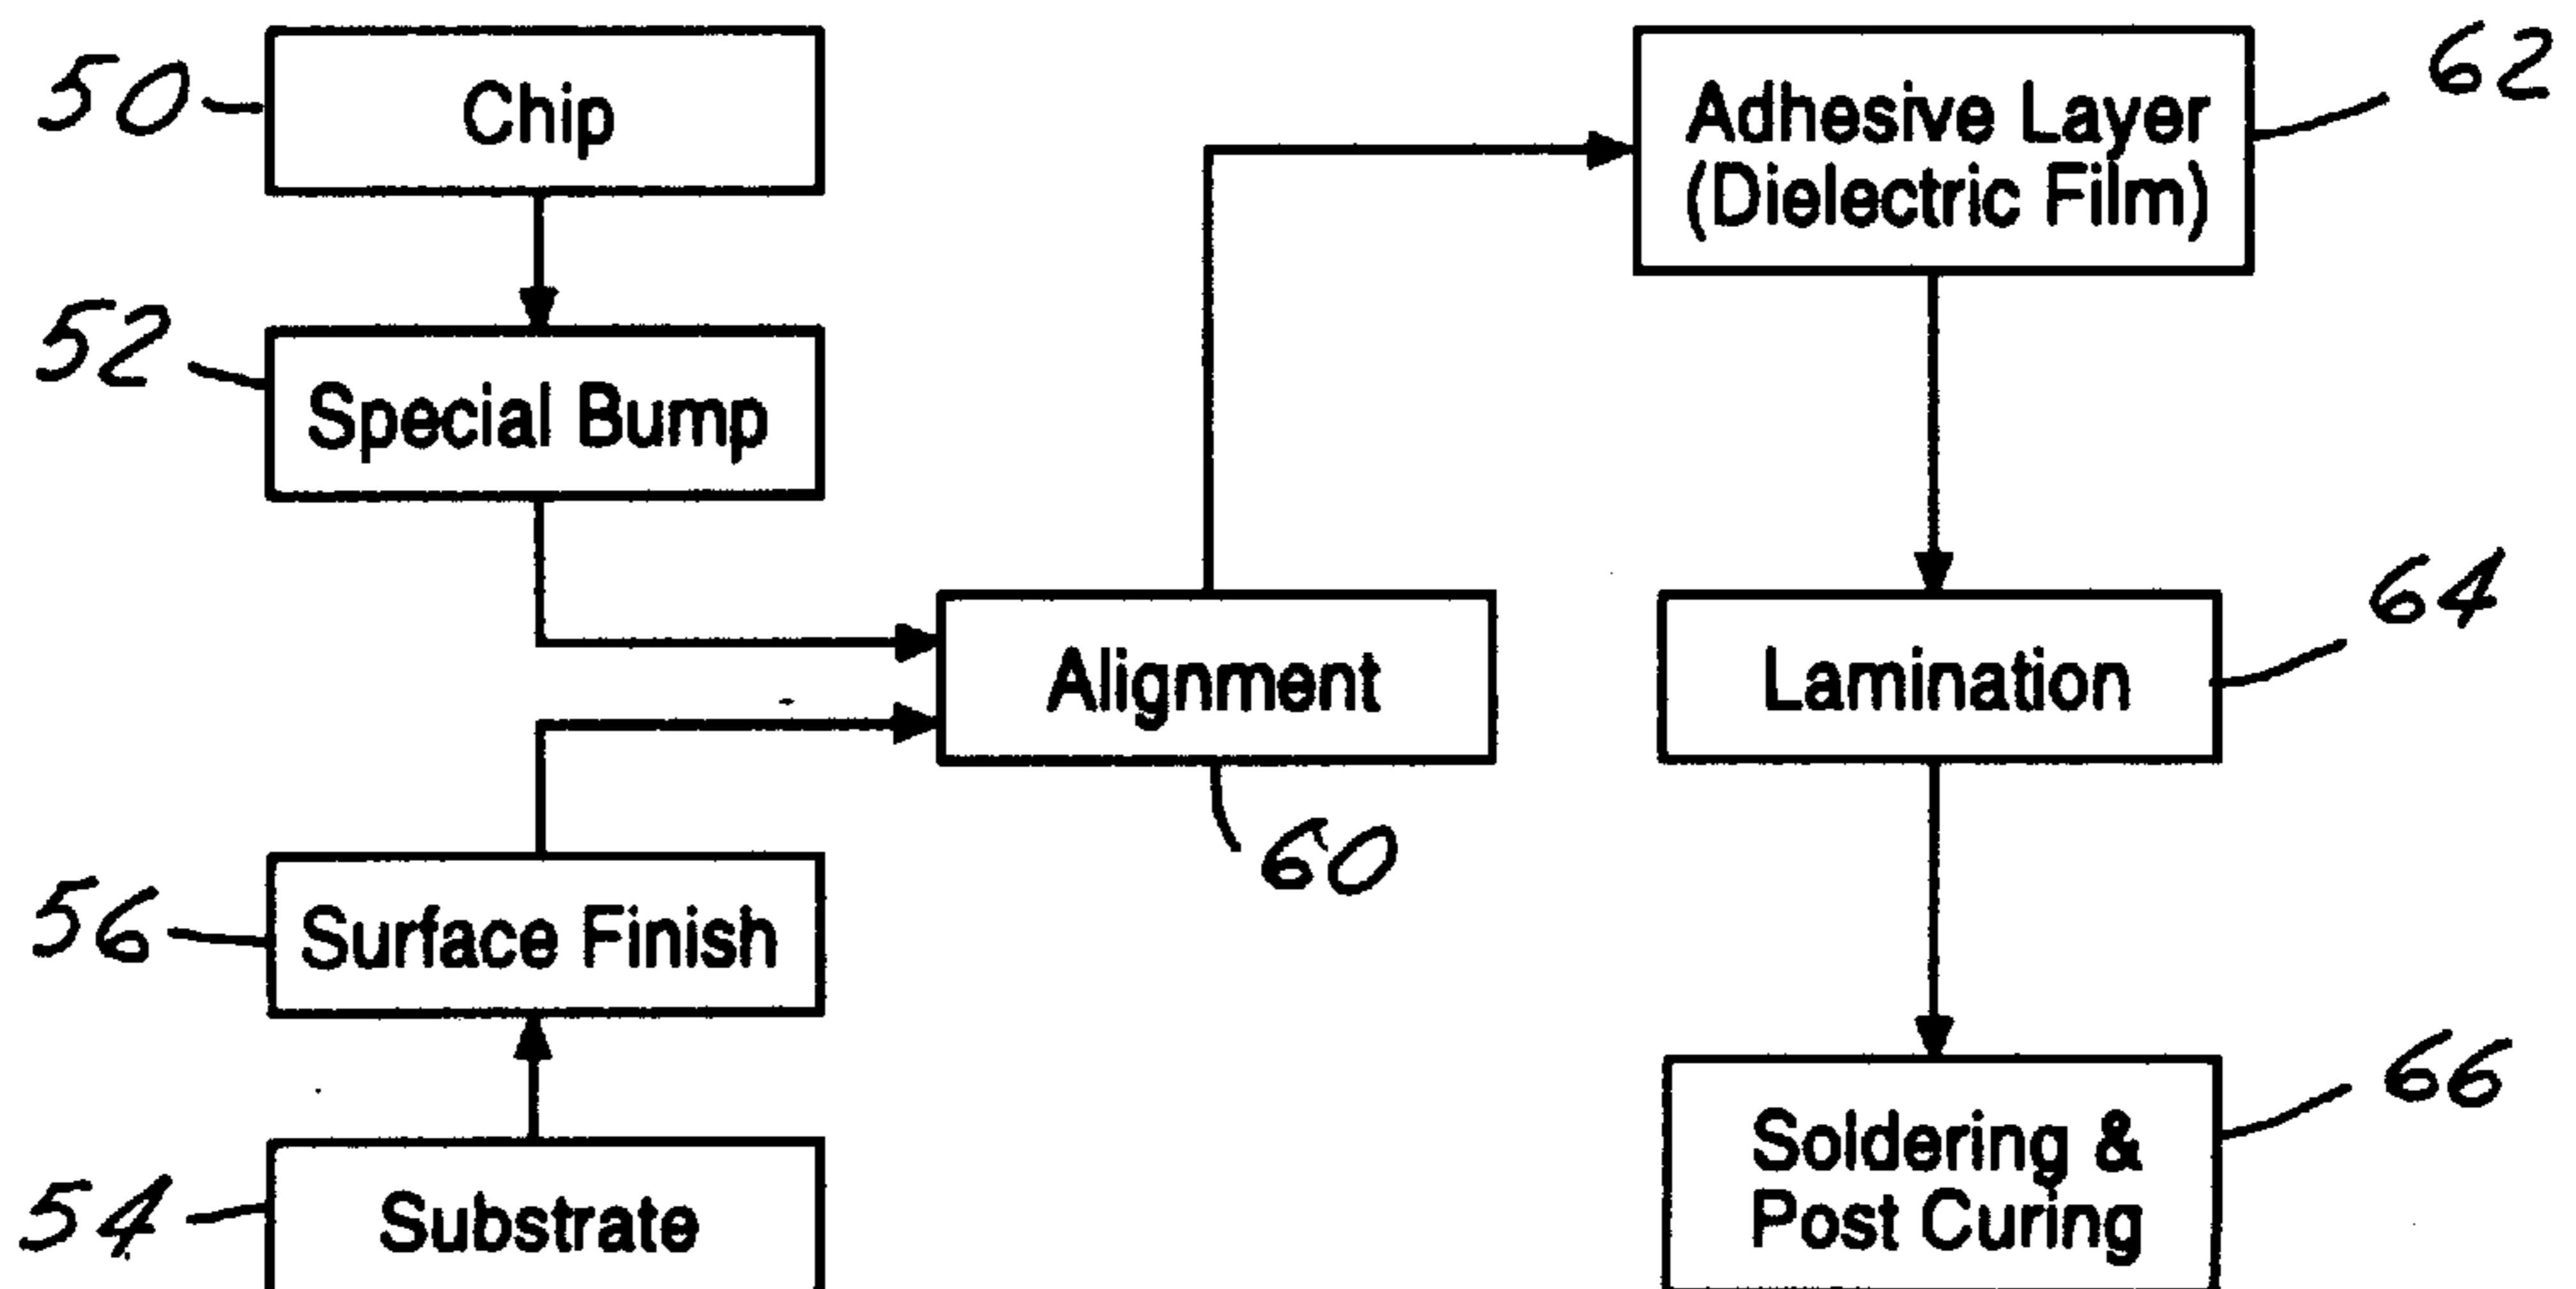 50
Chip
52
Special Bump
56
Surface Finish
54
Substrate
Alignment
60
Adhesive Layer
(Dielectric Film)
62
Lamination
64
Soldering &
Post Curing
66